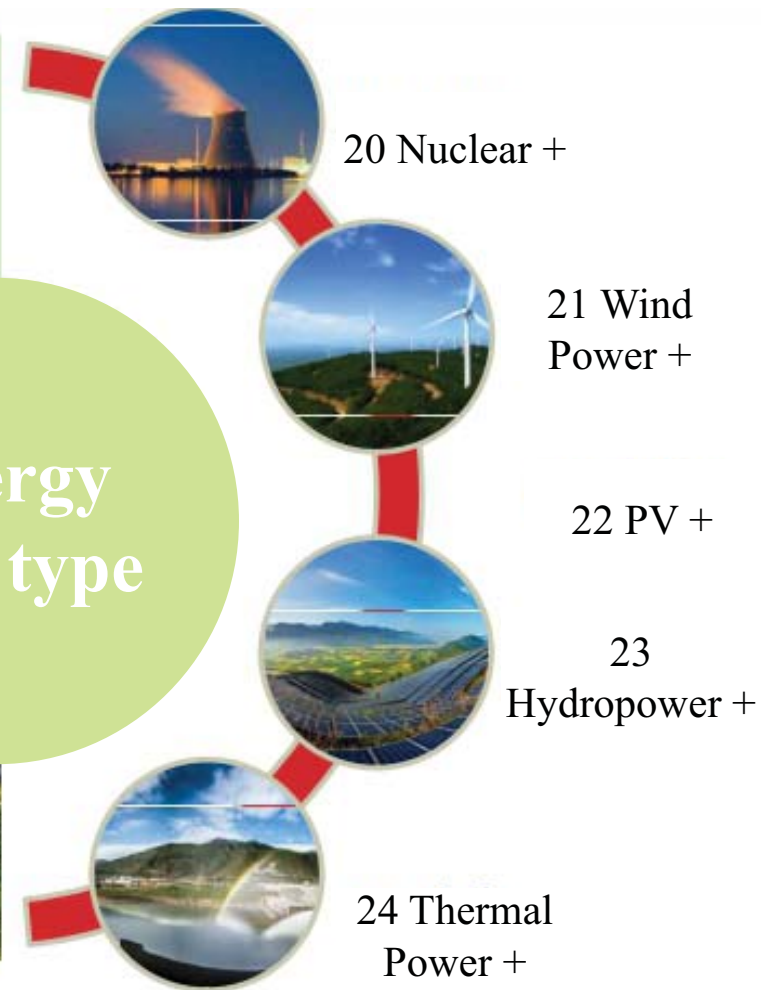 20 Nuclear +
21 Wind
Power +
ergy
type
22 PV +
23
Hydropower +
24 Thermal
Power +